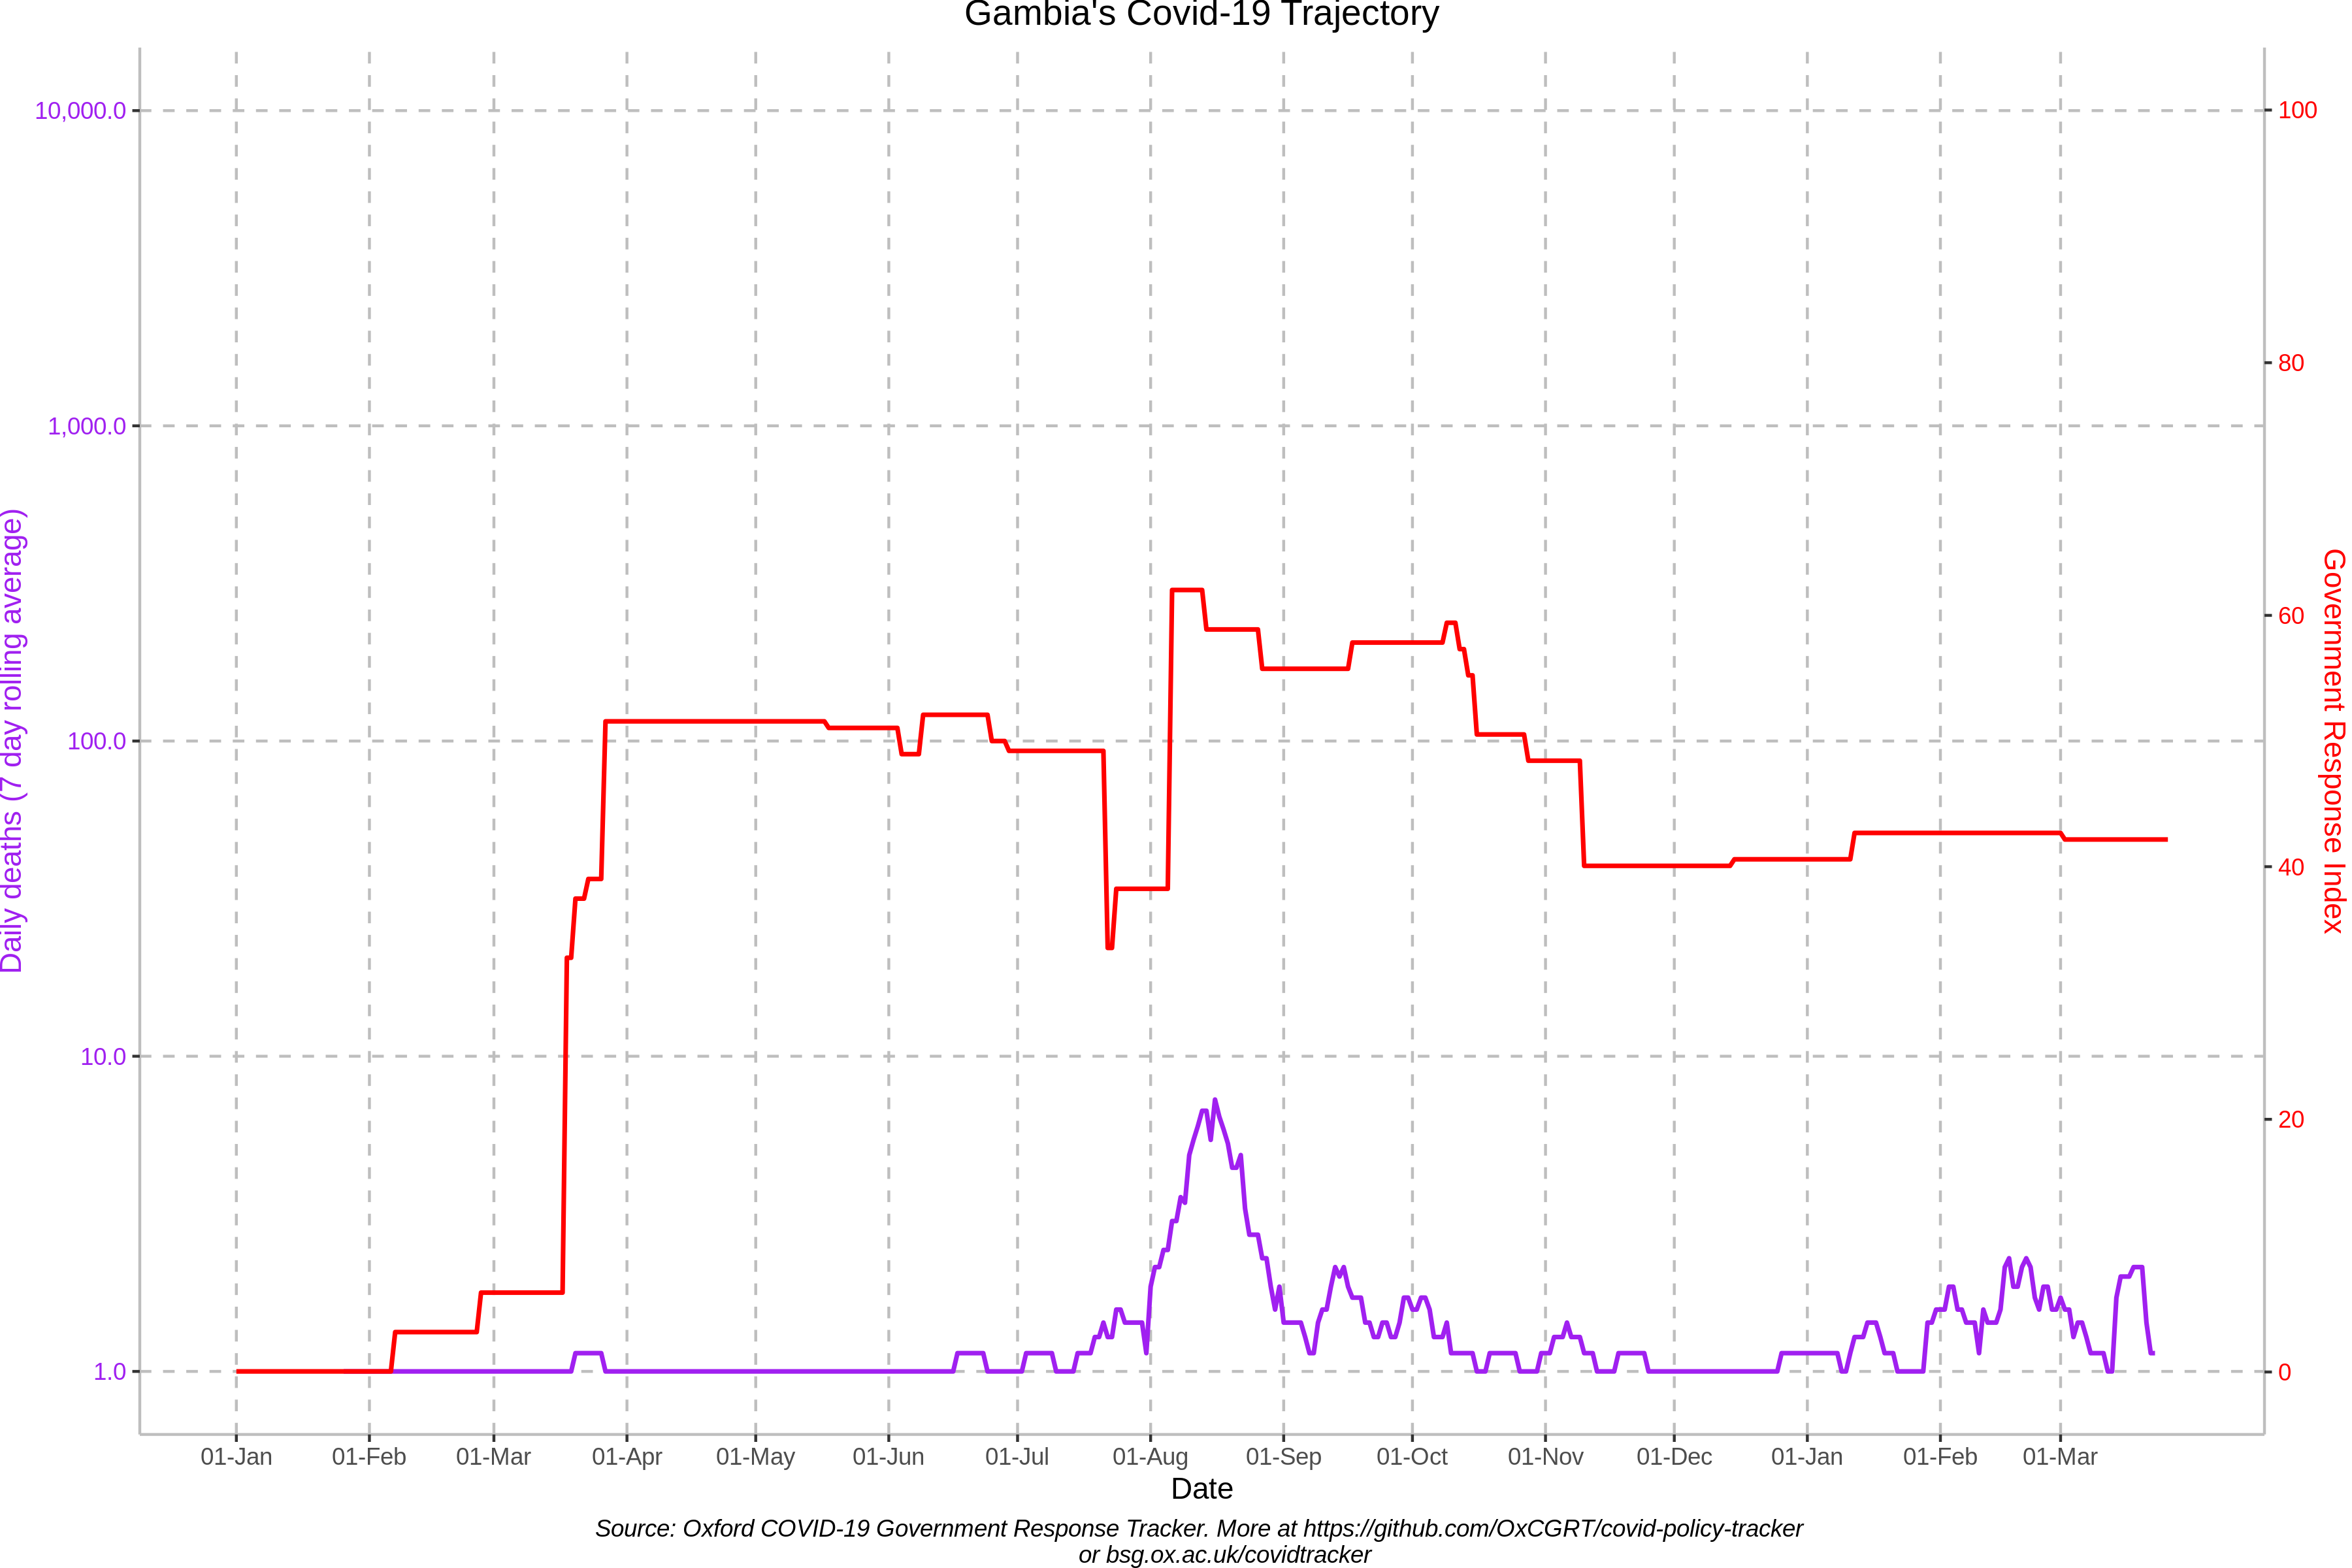 Gambia's Covid-19 Trajectory
Daily deaths (7 day rolling average)
10,000.0
1,000.0
100.0
10.0
1.0
100
80
60
40
20
0
Government Response Index
01-Jan 01-Feb 01-Mar 01-Apr 01-May 01-Jun 01-Jul 01-Aug 01-Sep 01-Oct 01-Nov 01-Dec 01-Jan 01-Feb 01-Mar
Date
Source: Oxford COVID-19 Government Response Tracker. More at https://github.com/OxCGRT/covid-policy-tracker
or bsg.ox.ac.uk/covidtracker